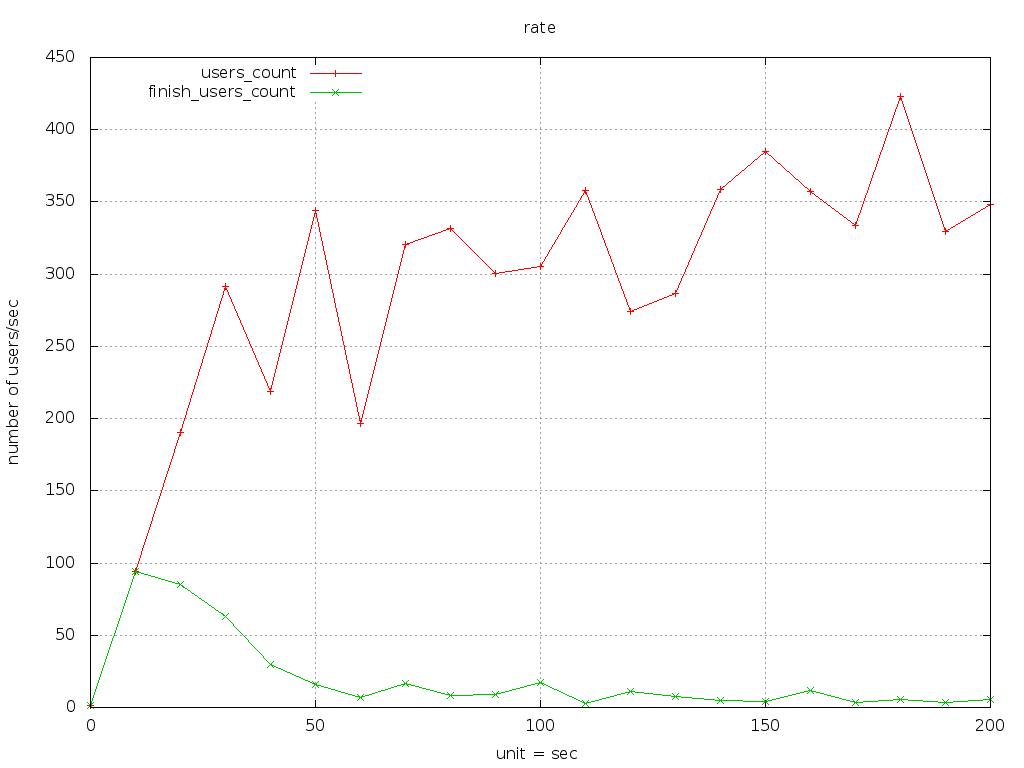 rate
users_count
finish_users_count
450
400
350
300
250
200
150
100
50
0
number of users/sec
0 50 100 150 200
unit = sec